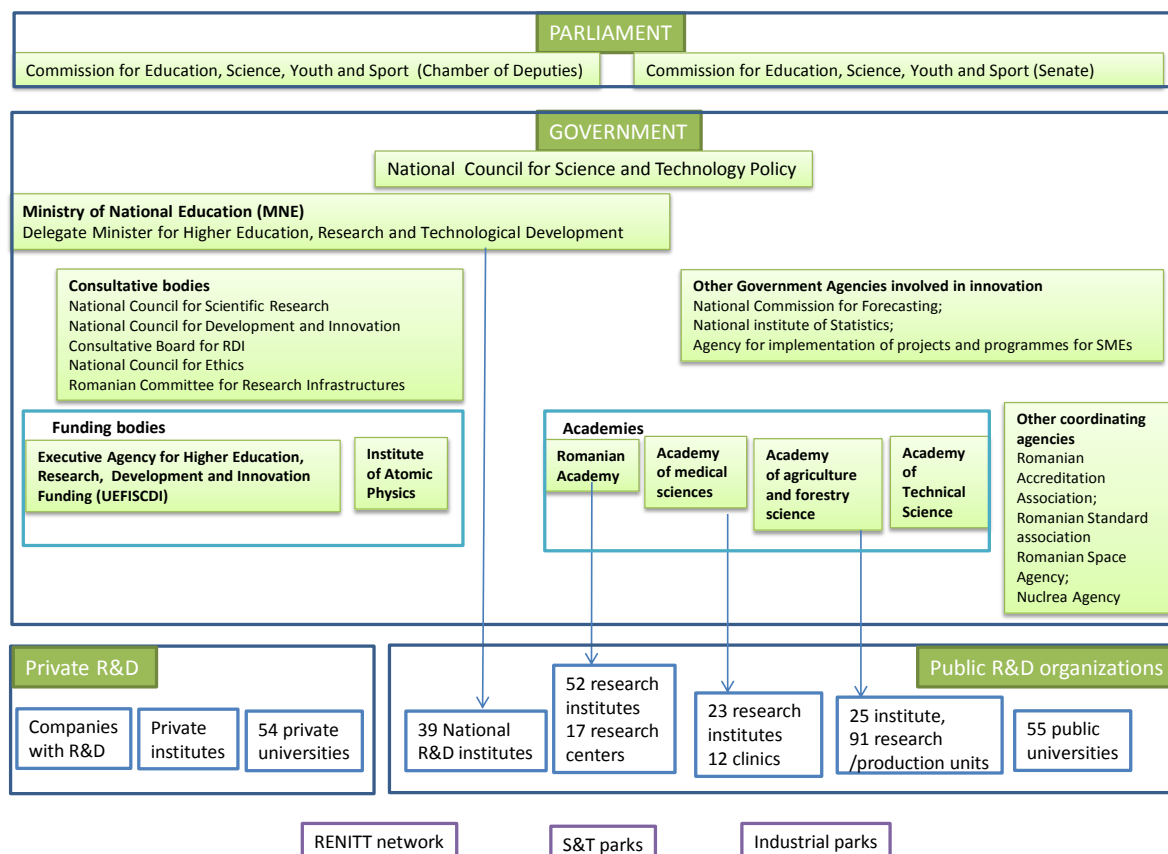 PARLIAMENT
Commission for Education, Science, Youth and Sport (Chamber of Deputies)
Commission for Education, Science, Youth and Sport (Senate)
GOVERNMENT
National Council for Science and Technology Policy
Ministry of National Education (MNE)
Delegate Minister for Higher Education, Research and Technological Development
Consultative bodies
National Council for Scientific Research
National Council for Development and Innovation
Consultative Board for RDI
National Council for Ethics
Romanian Committee for Research Infrastructures
Other Government Agencies involved in innovation
National Commission for Forecasting;
National institute of Statistics;
Agency for implementation of projects and programmes for SMEs
Funding bodies
Executive Agency for Higher Education,
Research, Development and Innovation
Funding (UEFISCDI)
Institute
of Atomic
Physics
Academies
Romanian
Academy
Academy
of medical
sciences
Academy
of agriculture
and forestry
science
Academy
of
Technical
Science
Other coordinating
agencies
Romanian
Accreditation
Association;
Romanian Standard
association
Romanian Space
Agency;
Nuclrea Agency
Private R&D
Companies
with R&D
Private
institutes
54 private
universities
Public R&D organizations
39 National
R&D institutes
52 research
institutes
17 research
centers
23 research
institutes
12 clinics
25 institute,
91 research
/production units
55 public
universities
RENITT network
S&T parks
Industrial parks